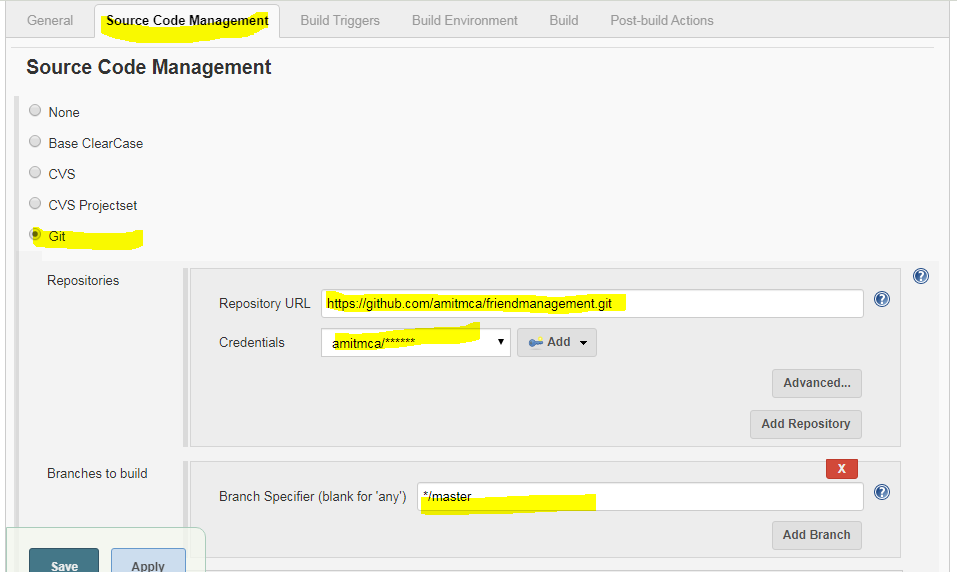 General Source Code Management Build Triggers Build Environment Build Post-build Actions
Source Code Management
None
Base ClearCase
CVS
CVS Projectset
Git
Repositories
Repository URL https://github.com/amitmca/friendmanagement.git
Credentials amitmca/****** Add
Advanced...
Add Repository
Branches to build
X
Branch Specifier (blank for 'any') */master
Add Branch
Save Apply